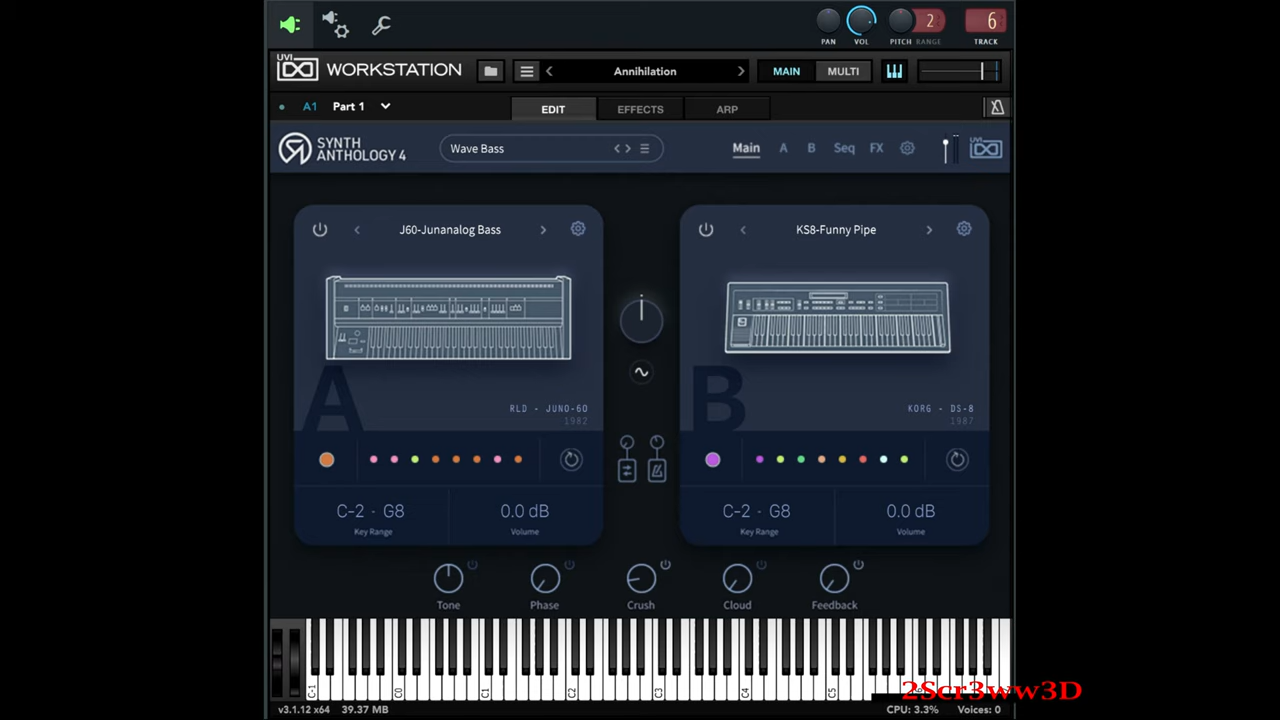 2
6
PAN
VOL
PITCH RANGE
TRACK
UVI WORKSTATION
Annihilation
MAIN
MULTI
A1 Part 1
EDIT
EFFECTS
ARP
SYNTH
ANTHOLOGY 4
Wave Bass
Main
A
B
Seq
FX
J60-Junanalog Bass
KS8-Funny Pipe
A
B
RLD - JUNO-60
1982
KORG - DS-8
1987
C-2 · G8
0.0 dB
C-2 · G8
0.0 dB
Key Range
Volume
Key Range
Volume
Tone
Phase
Crush
Cloud
Feedback
C-1
C0
C1
C2
C3
C4
C5
2Scr3ww3D
v3.1.12 x64
39.37 MB
CPU: 3.3%
Voices: 0